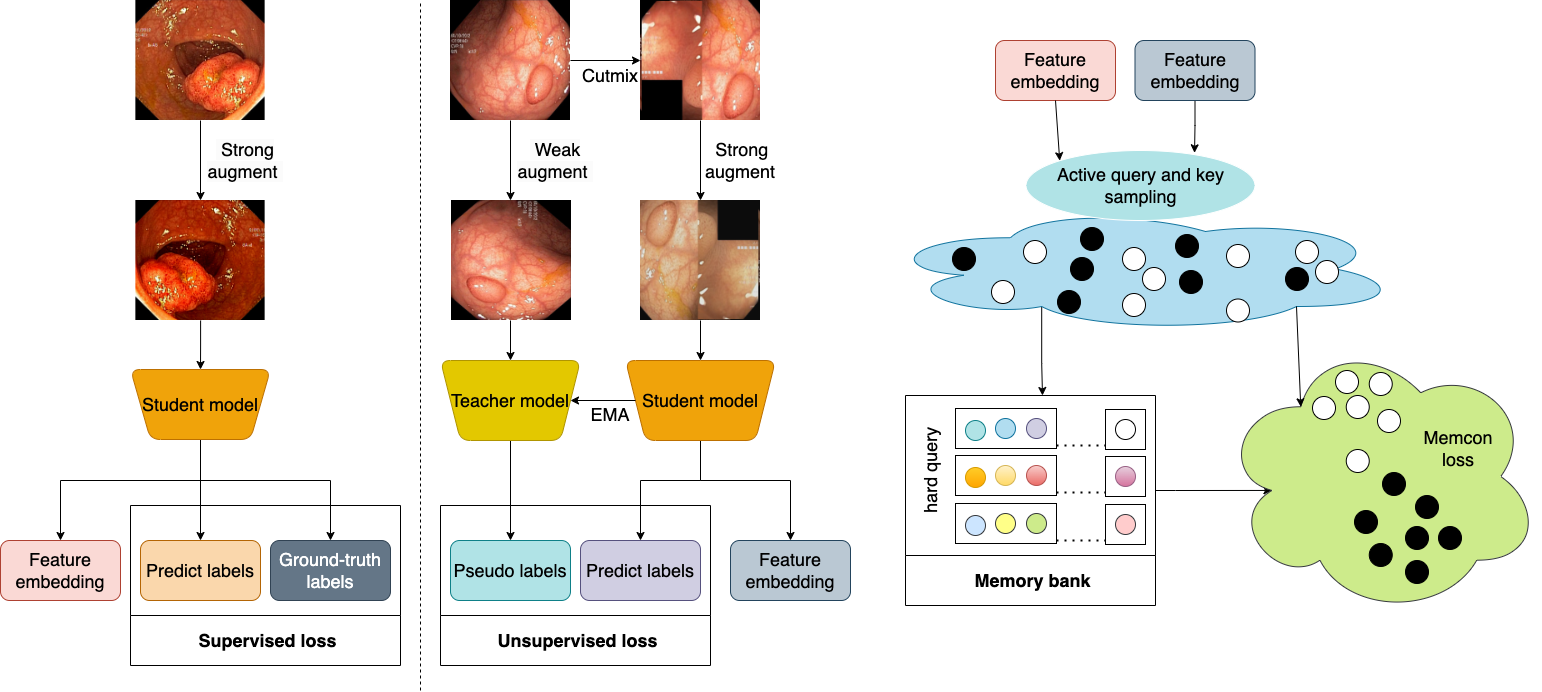 Strong
augment
Student model
Feature
embedding
Predict labels
Ground-truth
labels
Supervised loss
Cutmix
Weak
augment
Strong
augment
Teacher model
EMA
Student model
Pseudo labels
Predict labels
Feature
embedding
Unsupervised loss
Feature
embedding
Feature
embedding
Active query and key
sampling
hard query
Memory bank
Memcon
loss